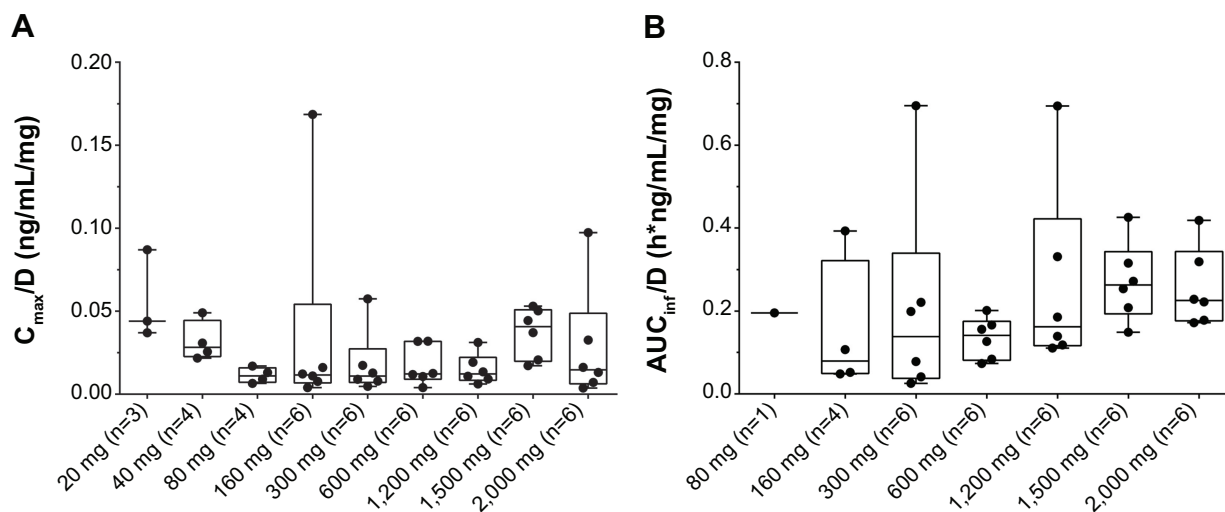 A
C_max/D (ng/mL/mg)
0.20
0.15
0.10
0.05
0.00
20 mg (n=3)
40 mg (n=4)
80 mg (n=4)
160 mg (n=6)
300 mg (n=6)
600 mg (n=6)
1,200 mg (n=6)
1,500 mg (n=6)
2,000 mg (n=6)
B
AUC_inf/D (h*ng/mL/mg)
0.8
0.6
0.4
0.2
0.0
80 mg (n=1)
160 mg (n=4)
300 mg (n=6)
600 mg (n=6)
1,200 mg (n=6)
1,500 mg (n=6)
2,000 mg (n=6)